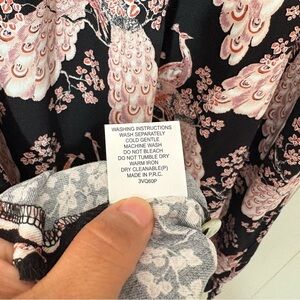 WASHING INSTRUCTIONS
WASH SEPARATELY
COLD GENTLE
MACHINE WASH
DO NOT BLEACH
DO NOT TUMBLE DRY
WARM IRON
DRY CLEANABLE(P)
MADE IN P.R.C.
3VQ60P